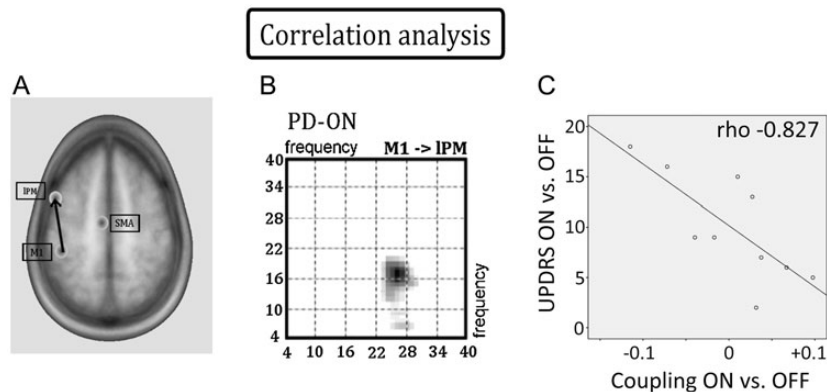 Correlation analysis
A
lPM
M1
SMA
B
PD-ON
frequency M1 -> lPM
40
34
28
22
16
10
4
4 10 16 22 28 34 40
frequency
C
rho -0.827
20
15
10
5
0
-0.1 0 +0.1
UPDRS ON vs. OFF
Coupling ON vs. OFF